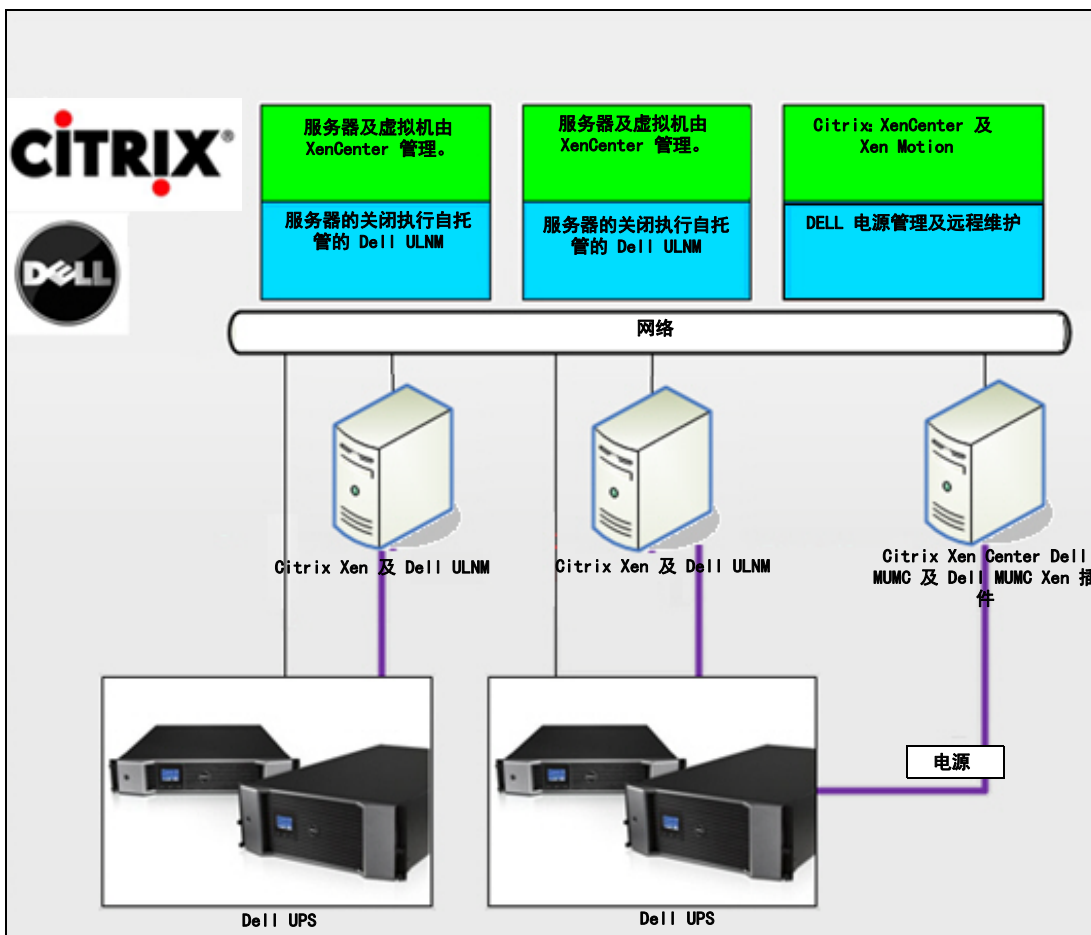 CITRIX®
DELL
服务器及虚拟机由
XenCenter 管理。
服务器及虚拟机由
XenCenter 管理。
Citrix: XenCenter 及
Xen Motion
服务器的关闭执行自托
管的 Dell ULNM
服务器的关闭执行自托
管的 Dell ULNM
DELL 电源管理及远程维护
网络
Citrix Xen 及 Dell ULNM
Citrix Xen 及 Dell ULNM
Citrix Xen Center Dell
MUMC 及 Dell MUMC Xen 插
件
电源
Dell UPS
Dell UPS